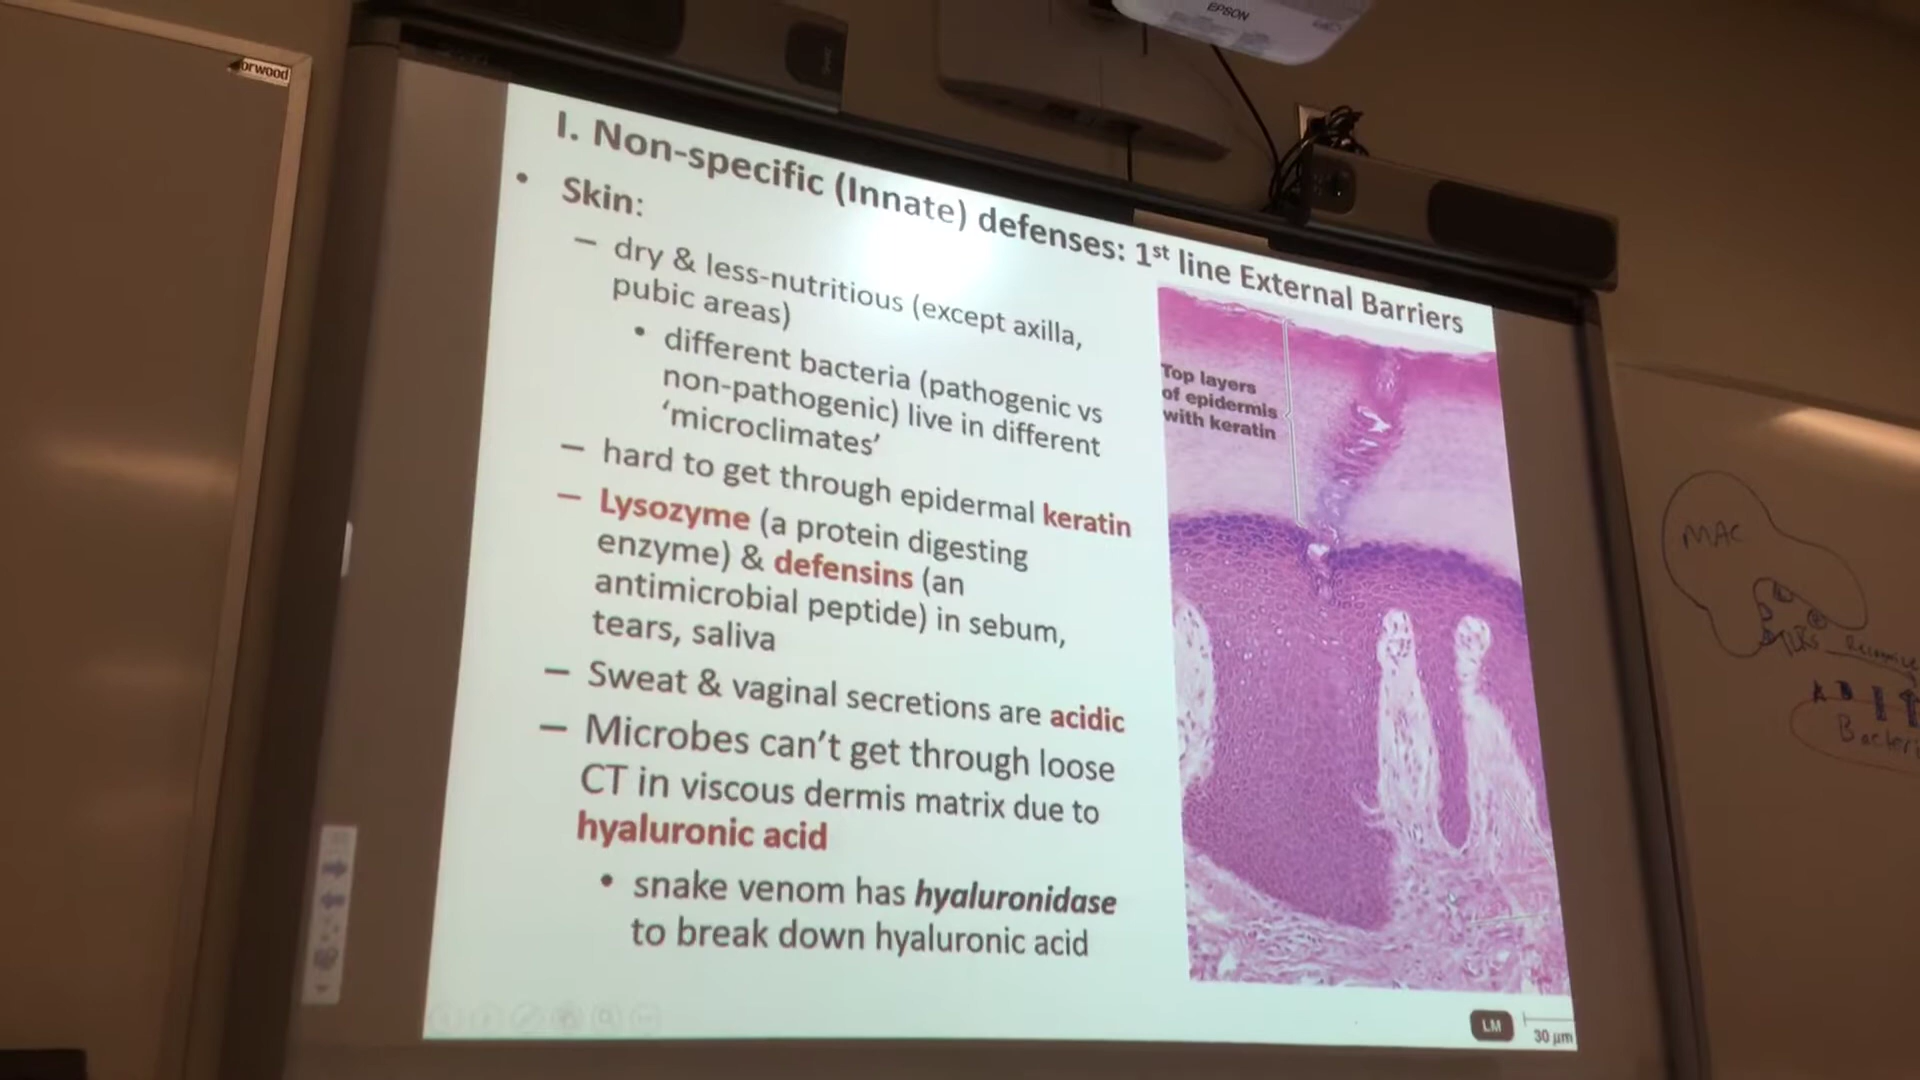 EPSON
orwood
I. Non-specific (Innate) defenses: 1st line External Barriers
• Skin:
– dry & less-nutritious (except axilla,
pubic areas)
• different bacteria (pathogenic vs
non-pathogenic) live in different
‘microclimates’
– hard to get through epidermal keratin
– Lysozyme (a protein digesting
enzyme) & defensins (an
antimicrobial peptide) in sebum,
tears, saliva
– Sweat & vaginal secretions are acidic
– Microbes can’t get through loose
CT in viscous dermis matrix due to
hyaluronic acid
• snake venom has hyaluronidase
to break down hyaluronic acid
Top layers
of epidermis
with keratin
LM
30 µm
MAC
Bacter